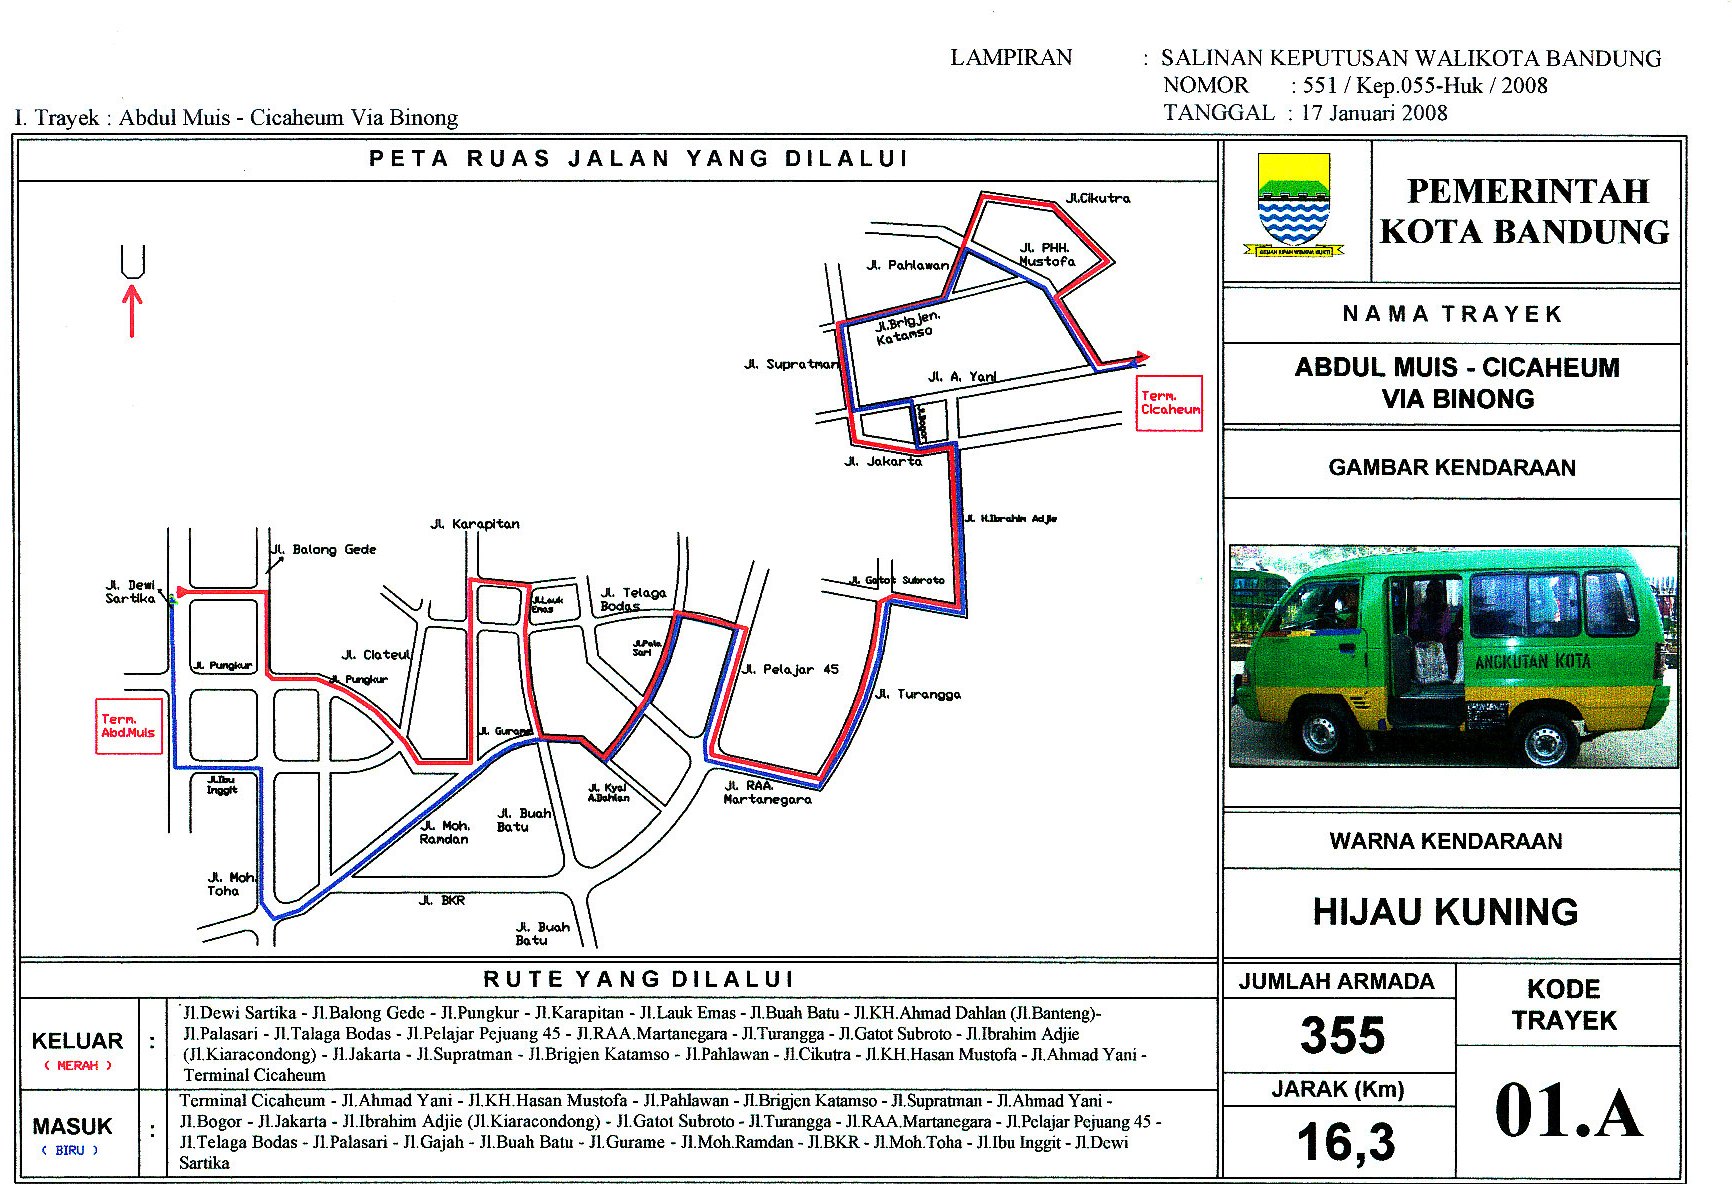 LAMPIRAN : SALINAN KEPUTUSAN WALIKOTA BANDUNG
NOMOR : 551 / Kep.055-Huk / 2008
TANGGAL : 17 Januari 2008
I. Trayek : Abdul Muis - Cicaheum Via Binong
PETA RUAS JALAN YANG DILALUI
U
Jl.Cikutra
Jl. PHH.
Mustofa
Jl. Pahlawan
Jl.Brigjen.
Katamso
Jl. Supratman
Jl. A. Yani
Term.
Cicaheum
Jl.Bogor
Jl. Jakarta
Jl. H.Ibrahim Adjie
Jl. Karapitan
Jl. Balong Gede
Jl. Dewi
Sartika
Jl. Gatot Subroto
Jl. Telaga
Bodas
Jl.Lauk
Emas
Jl.Pala
Sari
Jl. Ciateul
Jl. Pungkur
Jl. Pungkur
Jl. Pelajar 45
Jl. Turangga
Term.
Abd.Muis
Jl. Gurame
Jl.Ibu
Inggit
Jl. Kyai
A.Dahlan
Jl. RAA.
Martanegara
Jl. Buah
Batu
Jl. Moh.
Ramdan
Jl. Moh.
Toha
Jl. BKR
Jl. Buah
Batu
RUTE YANG DILALUI
KELUAR :
( MERAH )
Jl.Dewi Sartika - Jl.Balong Gede - Jl.Pungkur - Jl.Karapitan - Jl.Lauk Emas - Jl.Buah Batu - Jl.KH.Ahmad Dahlan (Jl.Banteng)-
Jl.Palasari - Jl.Talaga Bodas - Jl.Pelajar Pejuang 45 - Jl.RAA.Martanegara - Jl.Turangga - Jl.Gatot Subroto - Jl.Ibrahim Adjie
(Jl.Kiaracondong) - Jl.Jakarta - Jl.Supratman - Jl.Brigjen Katamso - Jl.Pahlawan - Jl.Cikutra - Jl.KH.Hasan Mustofa - Jl.Ahmad Yani -
Terminal Cicaheum
MASUK :
( BIRU )
Terminal Cicaheum - Jl.Ahmad Yani - Jl.KH.Hasan Mustofa - Jl.Pahlawan - Jl.Brigjen Katamso - Jl.Supratman - Jl.Ahmad Yani -
Jl.Bogor - Jl.Jakarta - Jl.Ibrahim Adjie (Jl.Kiaracondong) - Jl.Gatot Subroto - Jl.Turangga - Jl.RAA.Martanegara - Jl.Pelajar Pejuang 45 -
Jl.Telaga Bodas - Jl.Palasari - Jl.Gajah - Jl.Buah Batu - Jl.Gurame - Jl.Moh.Ramdan - Jl.BKR - Jl.Moh.Toha - Jl.Ibu Inggit - Jl.Dewi
Sartika
PEMERINTAH
KOTA BANDUNG
NAMA TRAYEK
ABDUL MUIS - CICAHEUM
VIA BINONG
GAMBAR KENDARAAN
ANGKUTAN KOTA
WARNA KENDARAAN
HIJAU KUNING
JUMLAH ARMADA
355
JARAK (Km)
16,3
KODE
TRAYEK
01.A